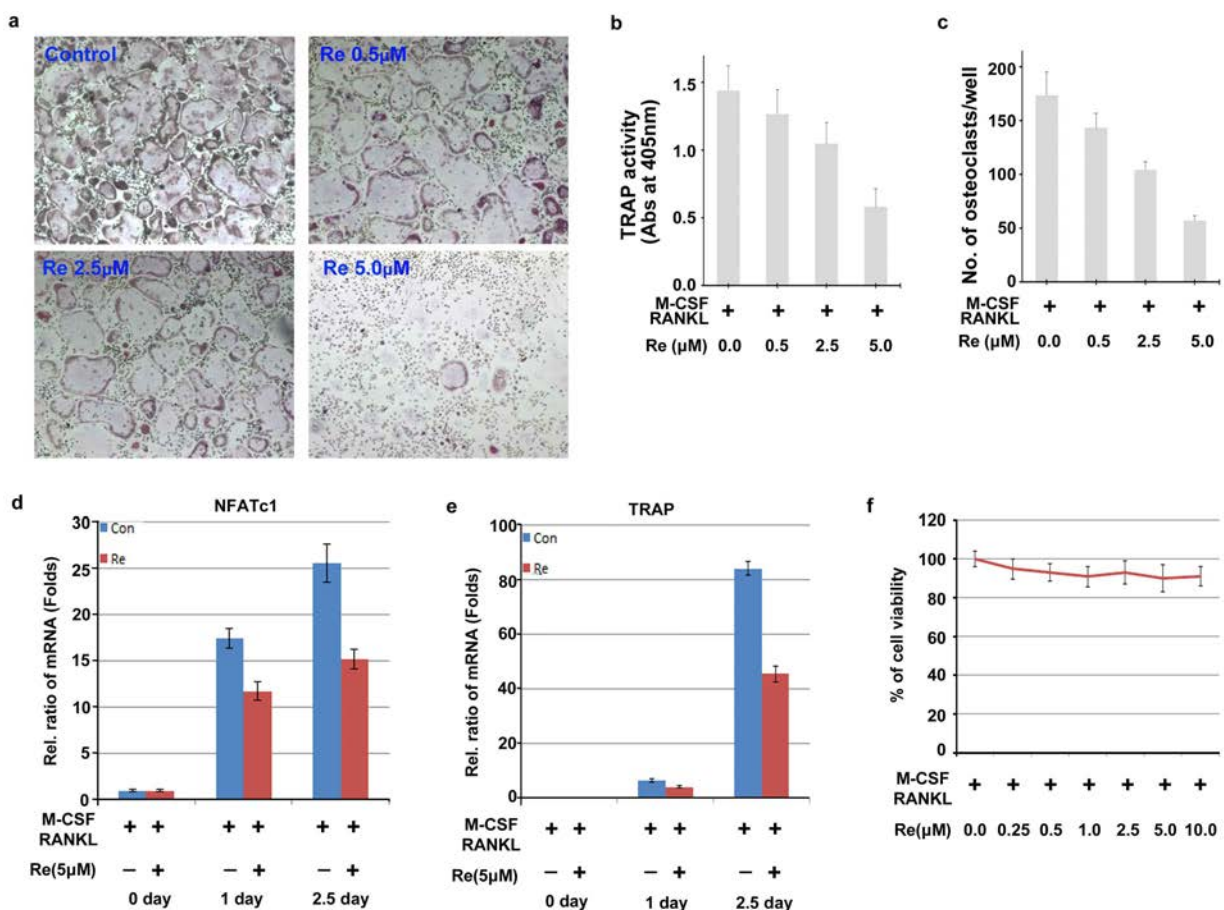 a
Control
Re 0.5μM
Re 2.5μM
Re 5.0μM
b
TRAP activity
(Abs at 405nm)
1.5
1.0
0.5
0.0
M-CSF
RANKL
+ + + +
Re (μM) 0.0 0.5 2.5 5.0
c
No. of osteoclasts/well
200
150
100
50
0
M-CSF
RANKL
+ + + +
Re (μM) 0.0 0.5 2.5 5.0
d
NFATc1
Rel. ratio of mRNA (Folds)
30
25
20
15
10
5
0
Con
Re
M-CSF
RANKL
+ + + + + +
Re(5μM) – + – + – +
0 day 1 day 2.5 day
e
TRAP
Rel. ratio of mRNA (Folds)
100
80
60
40
20
0
Con
Re
M-CSF
RANKL
+ + + + + +
Re(5μM) – + – + – +
0 day 1 day 2.5 day
f
% of cell viability
120
100
80
60
40
20
0
M-CSF
RANKL
+ + + + + + +
Re(μM) 0.0 0.25 0.5 1.0 2.5 5.0 10.0